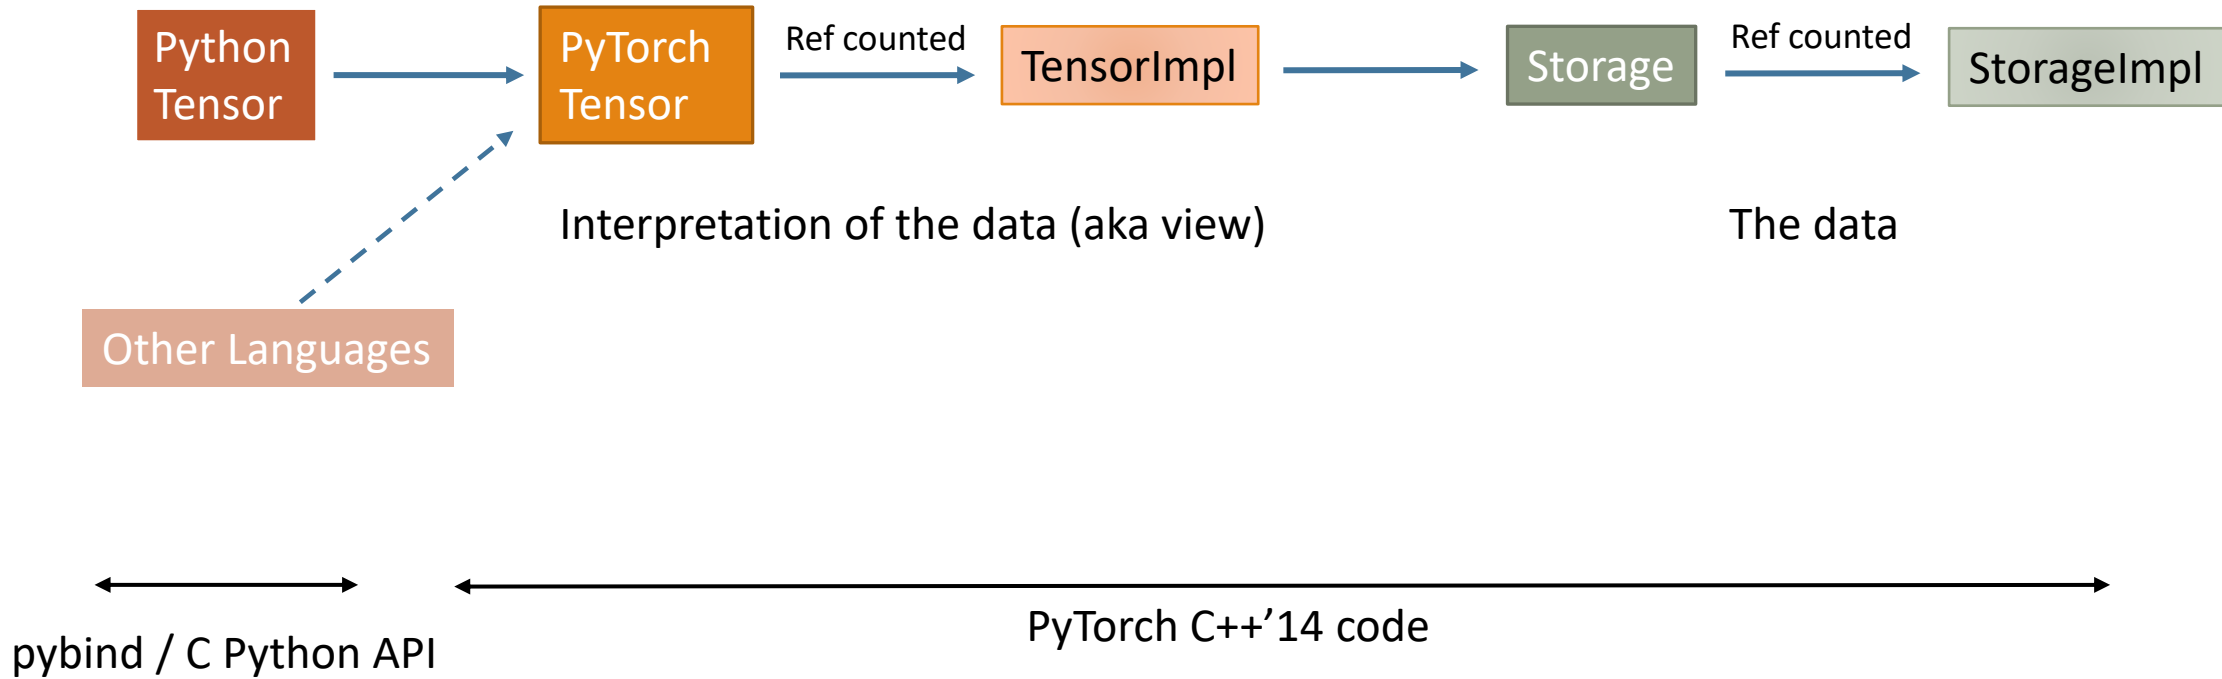 Python
Tensor
PyTorch
Tensor
Ref counted
TensorImpl
Storage
Ref counted
StorageImpl
Interpretation of the data (aka view)
The data
Other Languages
PyTorch C++’14 code
pybind / C Python API